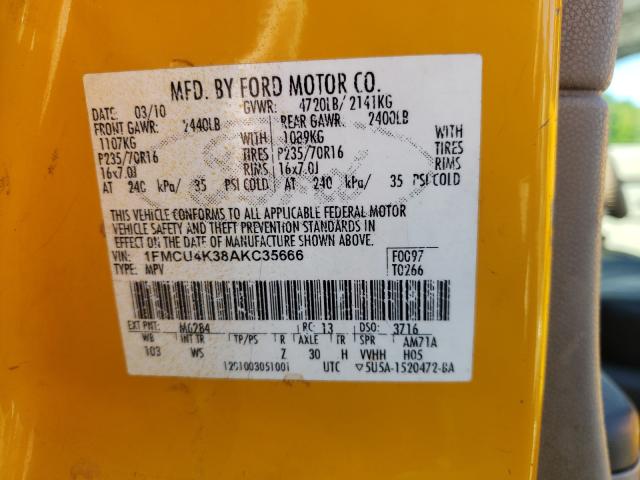 MFD. BY FORD MOTOR CO.
DATE: 03/10 GVWR: 4720LB/ 2141KG
FRONT GAWR: 2440LB REAR GAWR: 2400LB
1107KG 1089KG WITH
P235/70R16 TIRES P235/70R16 TIRES
16x7.0J RIMS 16x7.0J RIMS
AT 240 kPa/ 35 PSI COLD AT 240 kPa/ 35 PSI COLD
THIS VEHICLE CONFORMS TO ALL APPLICABLE FEDERAL MOTOR
VEHICLE SAFETY AND THEFT PREVENTION STANDARDS IN
EFFECT ON THE DATE OF MANUFACTURE SHOWN ABOVE.
VIN: 1FMCU4K38AKC35666 F0097
TYPE: MPV T0266
EXT PNT: M6284 RC: 13 DSO: 3716
WB INT TR TP/PS R AXLE TR SPR AM71A
103 WS Z 30 H VVHH H05
1201003051001 UTC ▽5U5A-1520472-BA